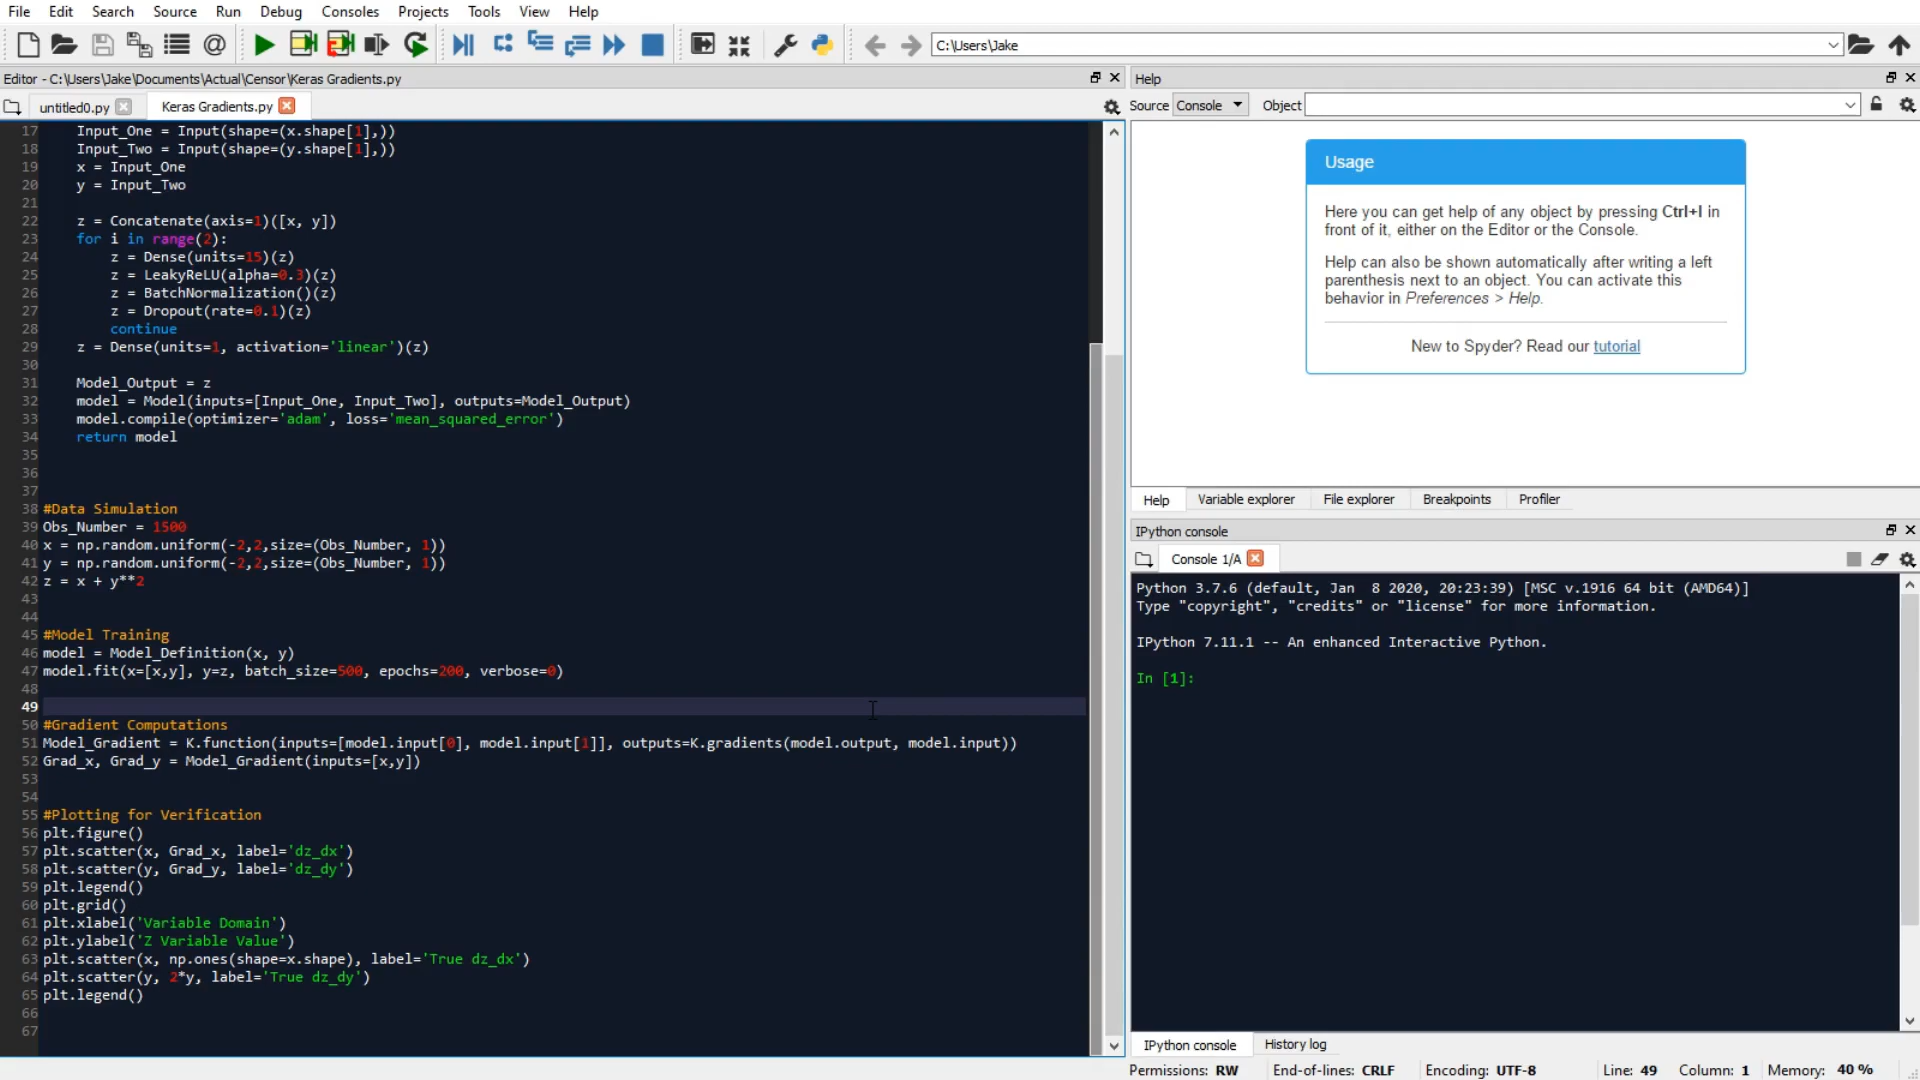 File Edit Search Source Run Debug Consoles Projects Tools View Help
C:\Users\Jake
Editor - C:\Users\Jake\Documents\Actual\Censor\Keras Gradients.py
untitled0.py Keras Gradients.py
17 Input_One = Input(shape=(x.shape[1],))
18 Input_Two = Input(shape=(y.shape[1],))
19 x = Input_One
20 y = Input_Two
21
22 z = Concatenate(axis=1)([x, y])
23 for i in range(2):
24 z = Dense(units=15)(z)
25 z = LeakyReLU(alpha=0.3)(z)
26 z = BatchNormalization()(z)
27 z = Dropout(rate=0.1)(z)
28 continue
29 z = Dense(units=1, activation='linear')(z)
30
31 Model_Output = z
32 model = Model(inputs=[Input_One, Input_Two], outputs=Model_Output)
33 model.compile(optimizer='adam', loss='mean_squared_error')
34 return model
35
36
37
38 #Data Simulation
39 Obs_Number = 1500
40 x = np.random.uniform(-2,2,size=(Obs_Number, 1))
41 y = np.random.uniform(-2,2,size=(Obs_Number, 1))
42 z = x + y**2
43
44
45 #Model Training
46 model = Model_Definition(x, y)
47 model.fit(x=[x,y], y=z, batch_size=500, epochs=200, verbose=0)
48
49
50 #Gradient Computations
51 Model_Gradient = K.function(inputs=[model.input[0], model.input[1]], outputs=K.gradients(model.output, model.input))
52 Grad_x, Grad_y = Model_Gradient(inputs=[x,y])
53
54
55 #Plotting for Verification
56 plt.figure()
57 plt.scatter(x, Grad_x, label='dz_dx')
58 plt.scatter(y, Grad_y, label='dz_dy')
59 plt.legend()
60 plt.grid()
61 plt.xlabel('Variable Domain')
62 plt.ylabel('Z Variable Value')
63 plt.scatter(x, np.ones(shape=x.shape), label='True dz_dx')
64 plt.scatter(y, 2*y, label='True dz_dy')
65 plt.legend()
66
67
Help
Source Console Object
Usage
Here you can get help of any object by pressing Ctrl+I in
front of it, either on the Editor or the Console.
Help can also be shown automatically after writing a left
parenthesis next to an object. You can activate this
behavior in Preferences > Help.
New to Spyder? Read our tutorial
Help Variable explorer File explorer Breakpoints Profiler
IPython console
Console 1/A
Python 3.7.6 (default, Jan  8 2020, 20:23:39) [MSC v.1916 64 bit (AMD64)]
Type "copyright", "credits" or "license" for more information.
IPython 7.11.1 -- An enhanced Interactive Python.
In [1]:
IPython console History log
Permissions: RW End-of-lines: CRLF Encoding: UTF-8 Line: 49 Column: 1 Memory: 40 %